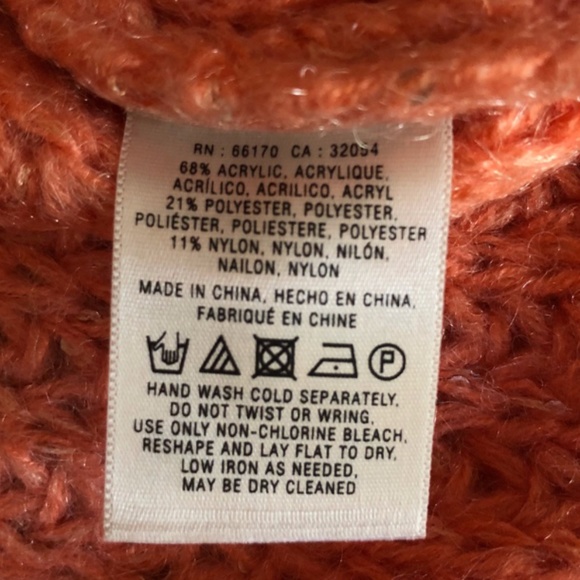 RN : 66170 CA : 32054
68% ACRYLIC, ACRYLIQUE,
ACRÍLICO, ACRILICO, ACRYL
21% POLYESTER, POLYESTER,
POLIÉSTER, POLIESTERE, POLYESTER
11% NYLON, NYLON, NILÓN,
NAILON, NYLON
MADE IN CHINA, HECHO EN CHINA,
FABRIQUÉ EN CHINE
P
HAND WASH COLD SEPARATELY,
DO NOT TWIST OR WRING,
USE ONLY NON-CHLORINE BLEACH,
RESHAPE AND LAY FLAT TO DRY,
LOW IRON AS NEEDED,
MAY BE DRY CLEANED